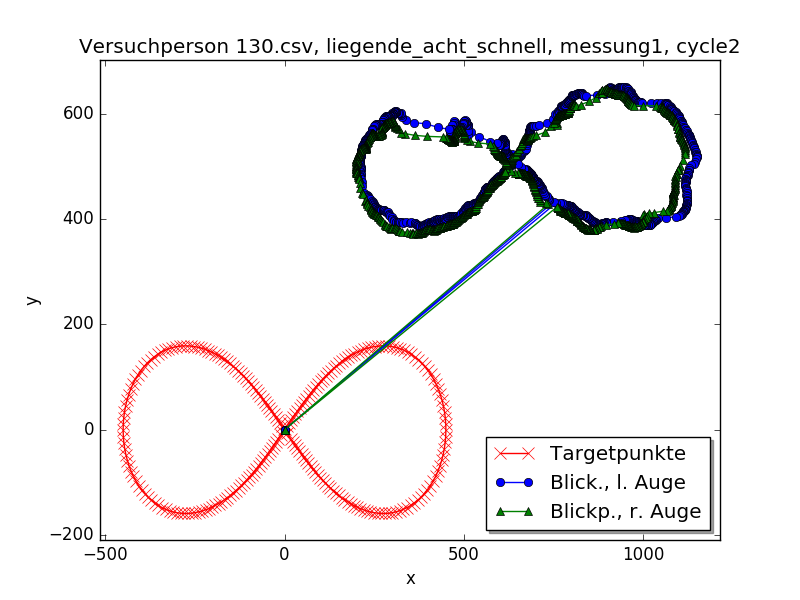 Versuchperson 130.csv, liegende_acht_schnell, messung1, cycle2
600
400
200
0
−200
y
−500
0
500
1000
x
Targetpunkte
Blick., l. Auge
Blickp., r. Auge